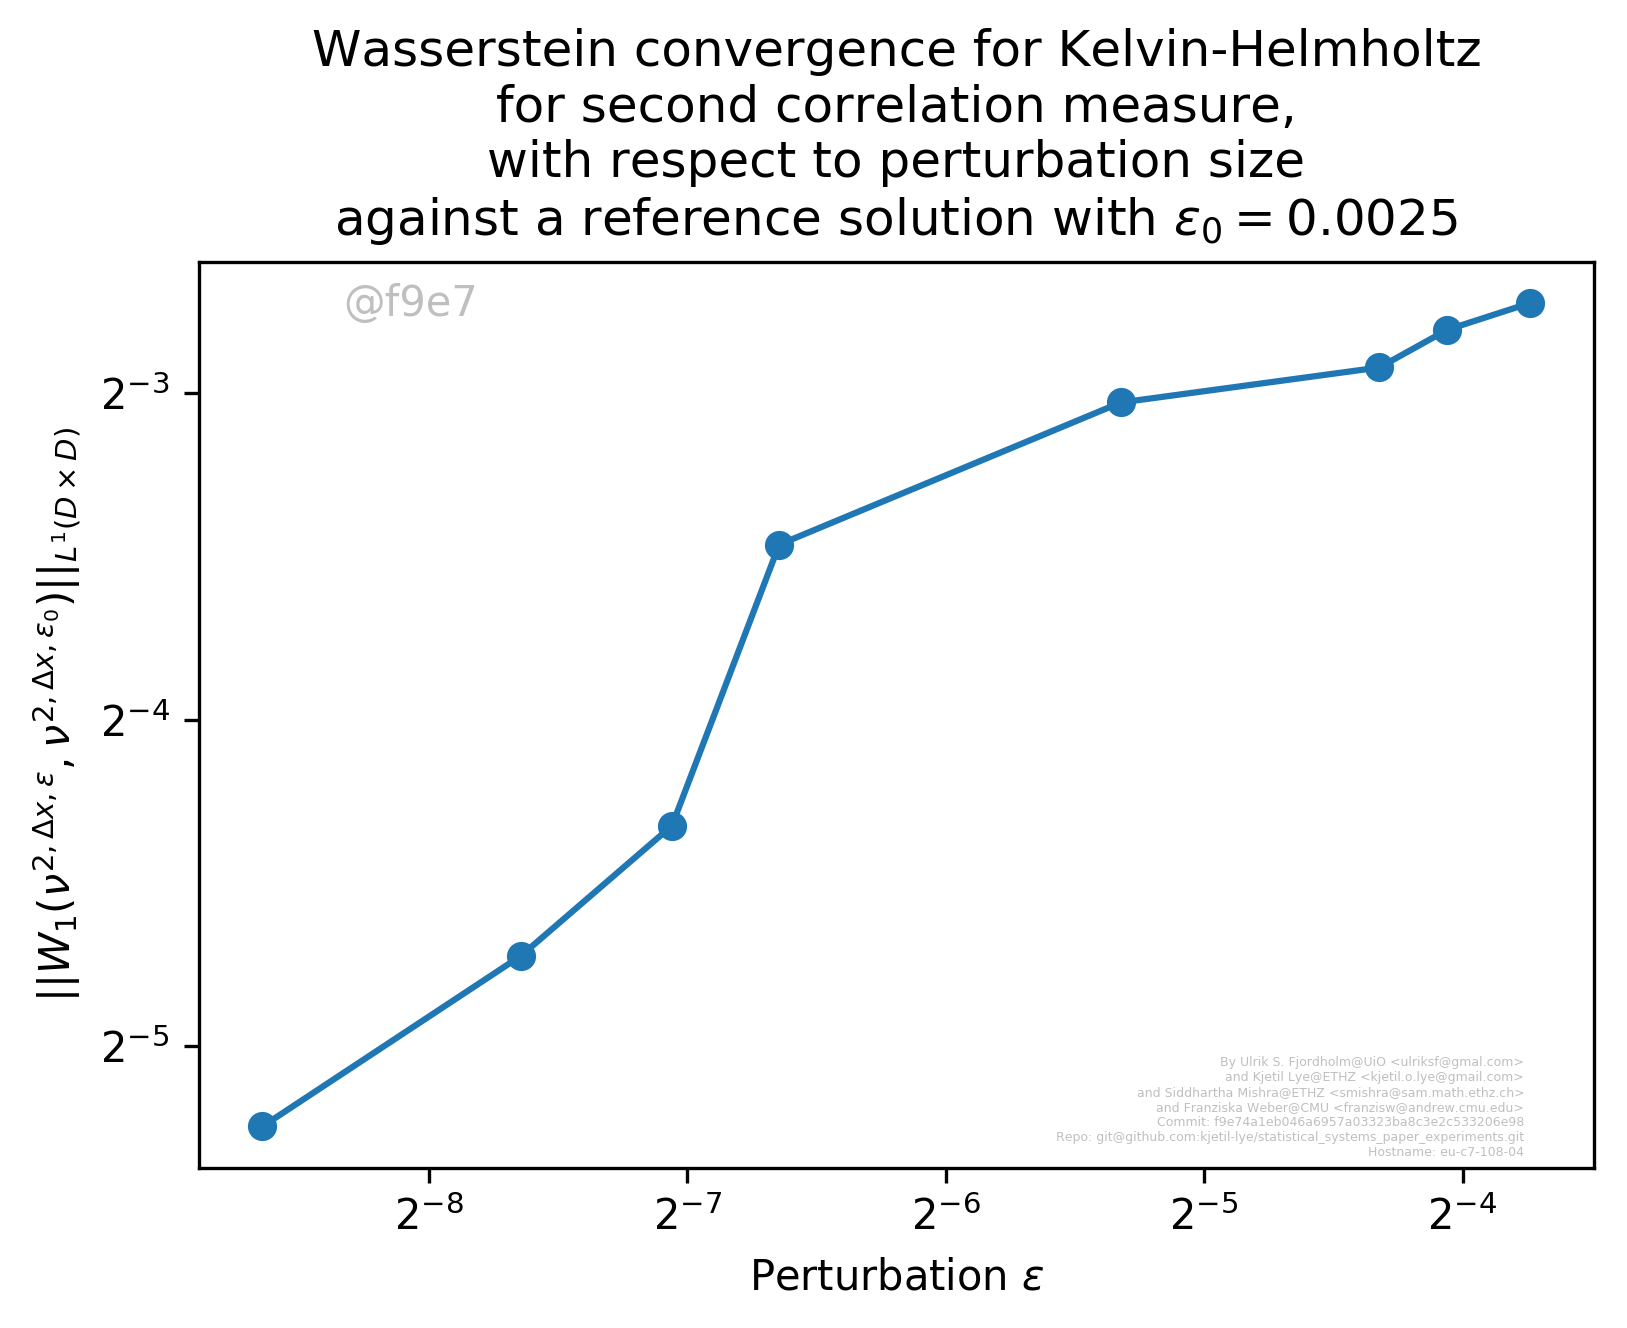 Wasserstein convergence for Kelvin-Helmholtz
for second correlation measure,
with respect to perturbation size
against a reference solution with ε₀ = 0.0025
@f9e7
2⁻³
2⁻⁴
2⁻⁵
||W₁(ν^{2,Δx,ε}, ν^{2,Δx,ε₀})||_{L¹(D×D)}
By Ulrik S. Fjordholm@UiO <ulriksf@gmal.com>
and Kjetil Lye@ETHZ <kjetil.o.lye@gmail.com>
and Siddhartha Mishra@ETHZ <smishra@sam.math.ethz.ch>
and Franziska Weber@CMU <franzisw@andrew.cmu.edu>
Commit: f9e74a1eb046a6957a03323ba8c3e2c533206e98
Repo: git@github.com:kjetil-lye/statistical_systems_paper_experiments.git
Hostname: eu-c7-108-04
2⁻⁸ 2⁻⁷ 2⁻⁶ 2⁻⁵ 2⁻⁴
Perturbation ε